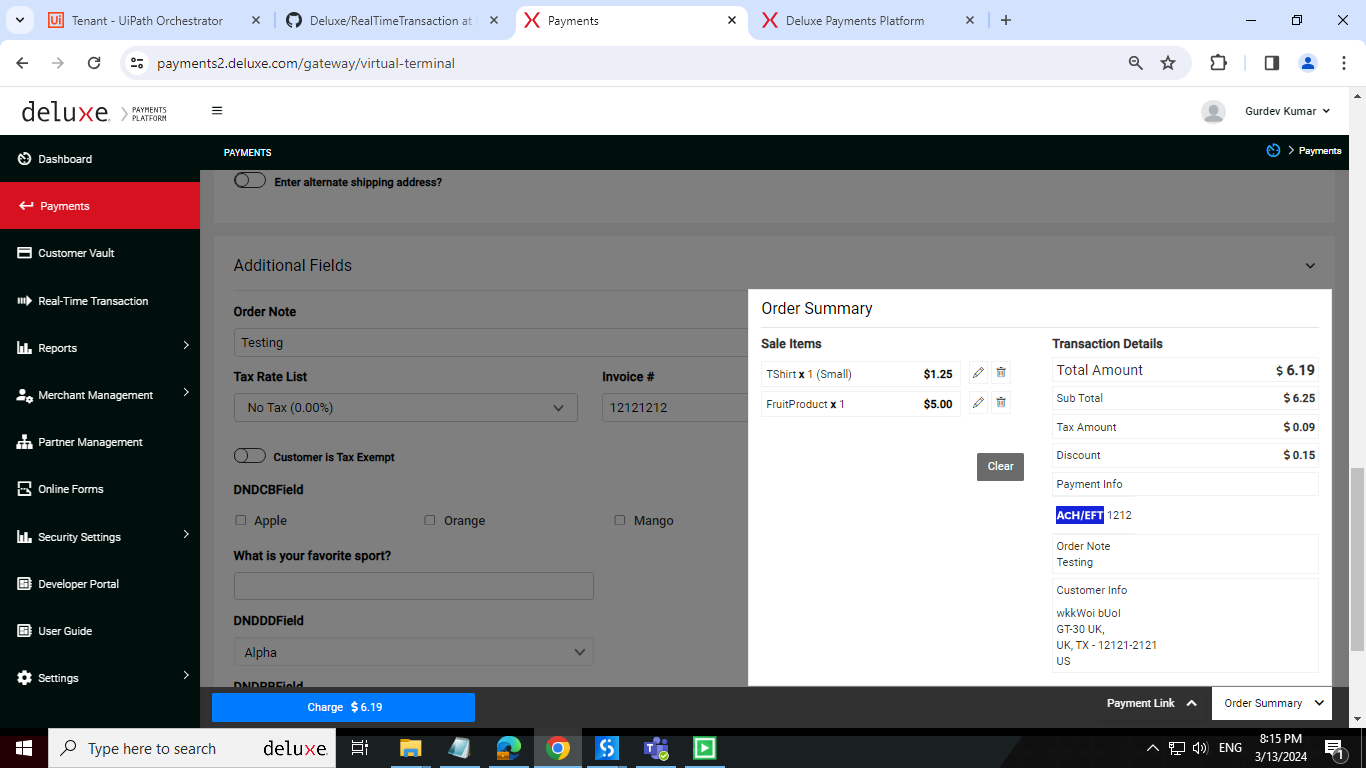 Tenant - UiPath Orchestrator
Deluxe/RealTimeTransaction at
Payments
Deluxe Payments Platform
payments2.deluxe.com/gateway/virtual-terminal
deluxe. PAYMENTS PLATFORM
Gurdev Kumar
PAYMENTS
Payments
Dashboard
Payments
Customer Vault
Real-Time Transaction
Reports
Merchant Management
Partner Management
Online Forms
Security Settings
Developer Portal
User Guide
Settings
Enter alternate shipping address?
Additional Fields
Order Note
Testing
Tax Rate List
Invoice #
No Tax (0.00%)
12121212
Customer is Tax Exempt
DNDCBField
Apple
Orange
Mango
What is your favorite sport?
DNDDDField
Alpha
DNDRBField
Order Summary
Sale Items
TShirt x 1 (Small) $1.25
FruitProduct x 1 $5.00
Clear
Transaction Details
Total Amount $ 6.19
Sub Total $ 6.25
Tax Amount $ 0.09
Discount $ 0.15
Payment Info
ACH/EFT 1212
Order Note
Testing
Customer Info
wkkWoi bUoI
GT-30 UK,
UK, TX - 12121-2121
US
Charge $ 6.19
Payment Link
Order Summary
Type here to search
deluxe.
ENG
8:15 PM
3/13/2024
1